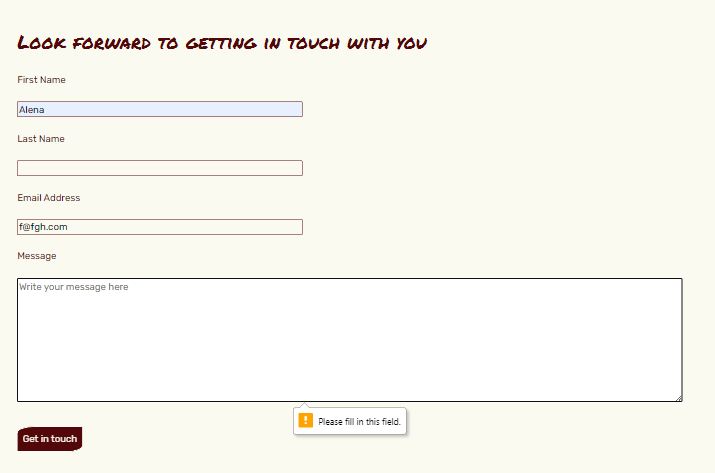 Look forward to getting in touch with you
First Name
Alena
Last Name
Email Address
f@fgh.com
Message
Write your message here
Please fill in this field.
Get in touch